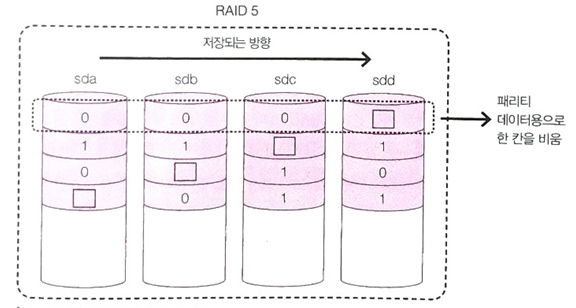 RAID 5
저장되는 방향
sda sdb sdc sdd
0 0 0
1 1 1
0 1 0
0 1 1
패리티
데이터용으로
한 칸을 비움